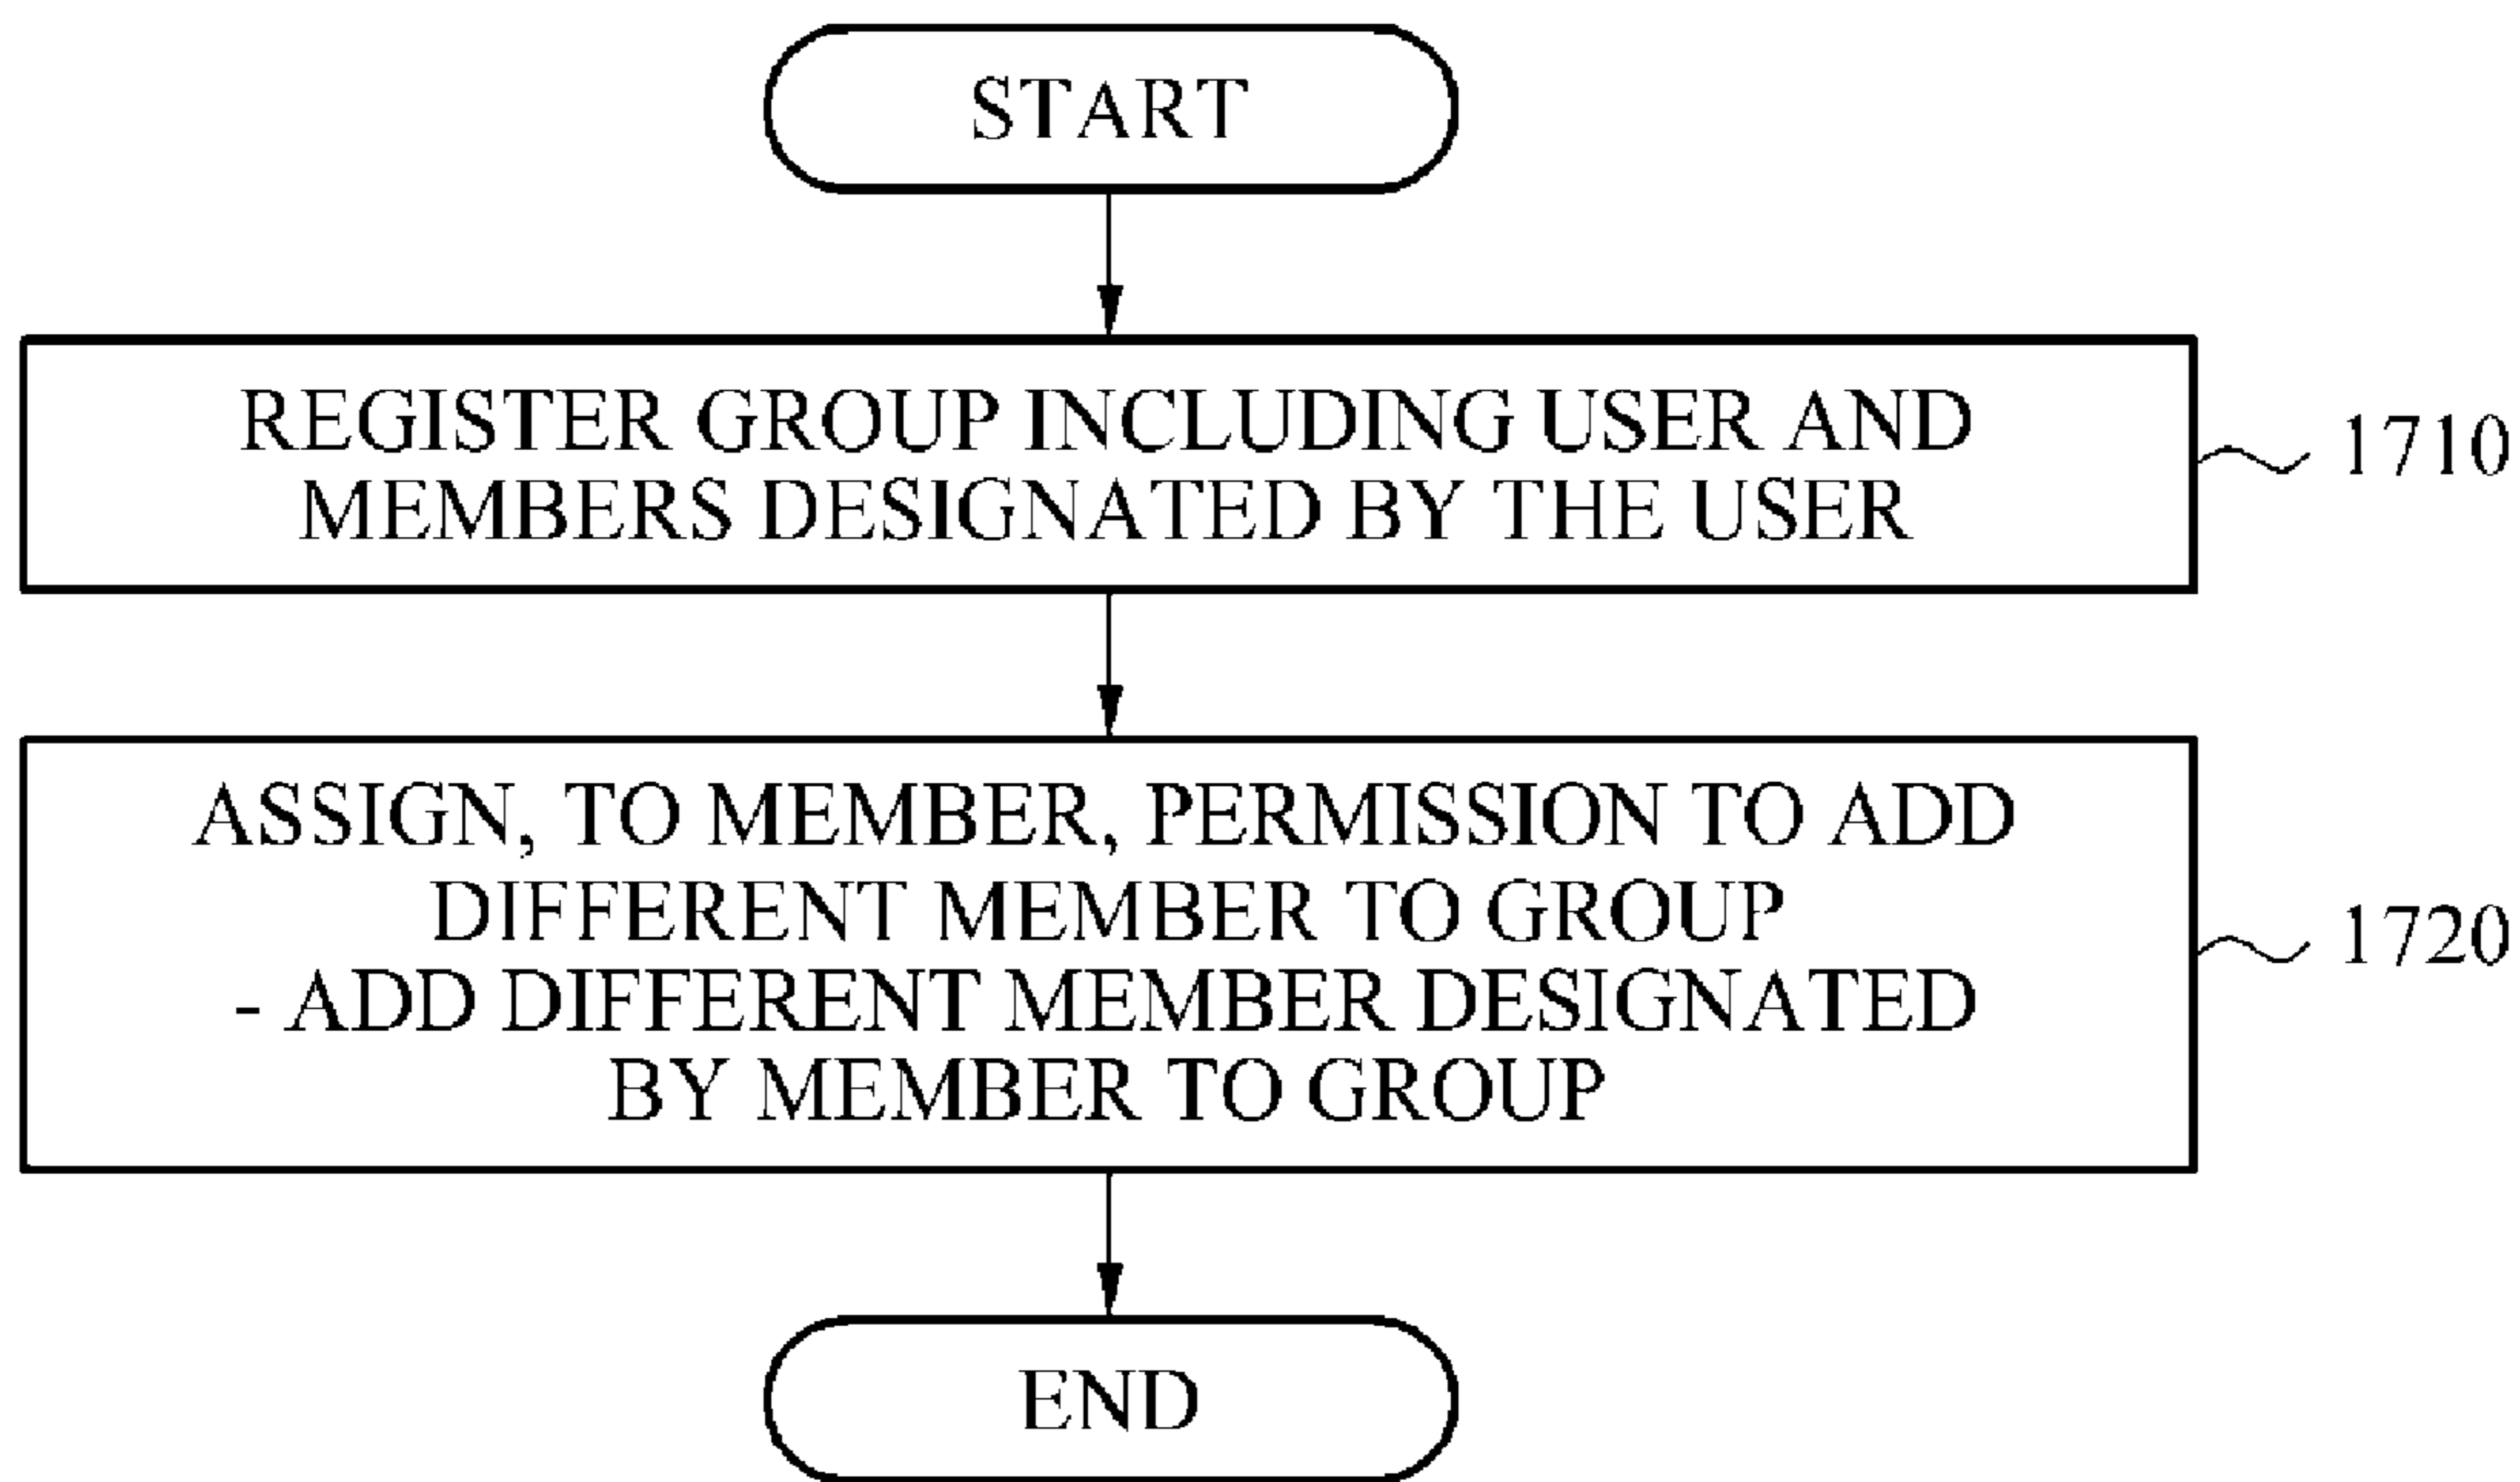 START
REGISTER GROUP INCLUDING USER AND
MEMBERS DESIGNATED BY THE USER
1710
ASSIGN, TO MEMBER, PERMISSION TO ADD
DIFFERENT MEMBER TO GROUP
- ADD DIFFERENT MEMBER DESIGNATED
BY MEMBER TO GROUP
1720
END